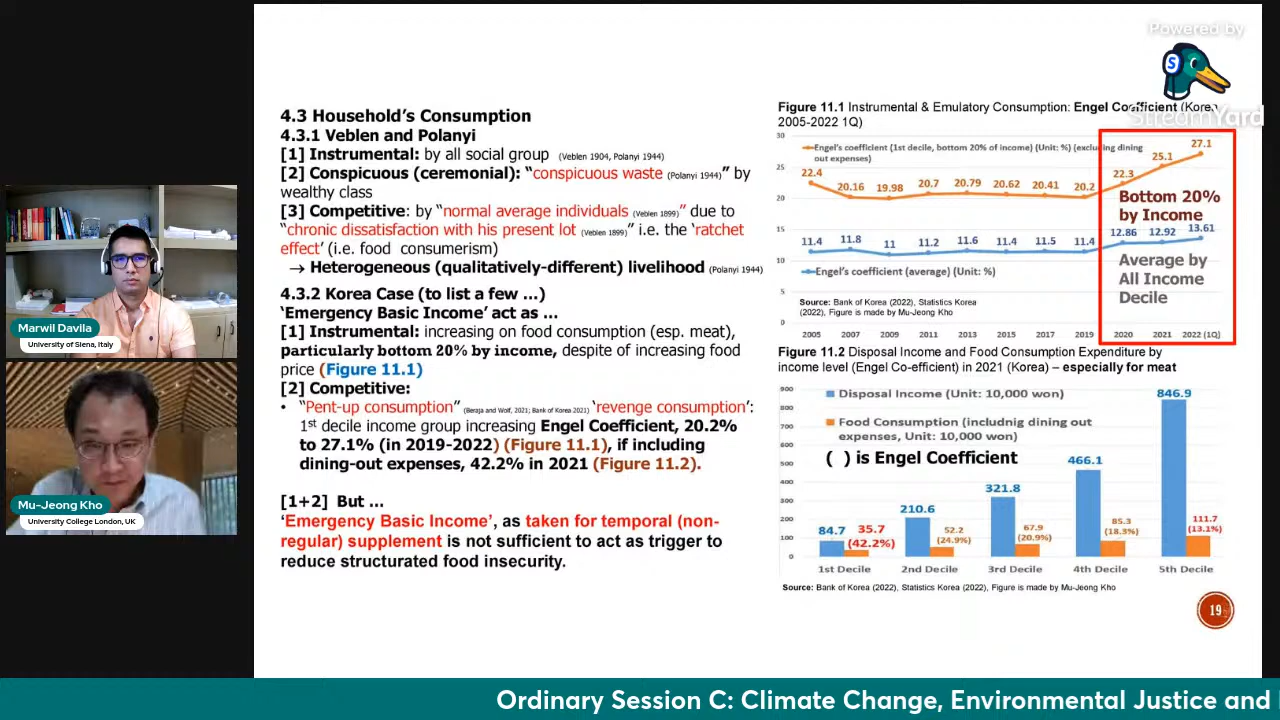 Powered by
StreamYard
4.3 Household's Consumption
4.3.1 Veblen and Polanyi
[1] Instrumental: by all social group (Veblen 1904, Polanyi 1944)
[2] Conspicuous (ceremonial): "conspicuous waste (Polanyi 1944)" by
wealthy class
[3] Competitive: by "normal average individuals (Veblen 1899)" due to
"chronic dissatisfaction with his present lot (Veblen 1899)" i.e. the 'ratchet
effect' (i.e. food consumerism)
→ Heterogeneous (qualitatively-different) livelihood (Polanyi 1944)
4.3.2 Korea Case (to list a few ...)
'Emergency Basic Income' act as ...
[1] Instrumental: increasing on food consumption (esp. meat),
particularly bottom 20% by income, despite of increasing food
price (Figure 11.1)
[2] Competitive:
• "Pent-up consumption" (Beraja and Wolf, 2021; Bank of Korea 2021) 'revenge consumption':
1st decile income group increasing Engel Coefficient, 20.2%
to 27.1% (in 2019-2022) (Figure 11.1), if including
dining-out expenses, 42.2% in 2021 (Figure 11.2).
[1+2] But ...
'Emergency Basic Income', as taken for temporal (non-
regular) supplement is not sufficient to act as trigger to
reduce structured food insecurity.
Figure 11.1 Instrumental & Emulatory Consumption: Engel Coefficient (Korea
2005-2022 1Q)
30
25
20
15
10
5
0
Engel's coefficient (1st decile, bottom 20% of income) (Unit: %) (excluding dining
out expenses)
22.4 20.16 19.98 20.7 20.79 20.62 20.41 20.2 22.3 25.1 27.1
Bottom 20%
by Income
11.4 11.8 11 11.2 11.6 11.4 11.5 11.4 12.86 12.92 13.61
Average by
All Income
Decile
Engel's coefficient (average) (Unit: %)
Source: Bank of Korea (2022), Statistics Korea
(2022), Figure is made by Mu-Jeong Kho
2005 2007 2009 2011 2013 2015 2017 2019 2020 2021 2022 (1Q)
Figure 11.2 Disposal Income and Food Consumption Expenditure by
income level (Engel Co-efficient) in 2021 (Korea) – especially for meat
900
800
700
600
500
400
300
200
100
0
Disposal Income (Unit: 10,000 won)
Food Consumption (includnig dining out
expenses, Unit: 10,000 won)
( ) is Engel Coefficient
84.7 35.7
(42.2%)
210.6 52.2
(24.9%)
321.8 67.9
(20.9%)
466.1 85.3
(18.3%)
846.9 111.7
(13.1%)
1st Decile 2nd Decile 3rd Decile 4th Decile 5th Decile
Source: Bank of Korea (2022), Statistics Korea (2022), Figure is made by Mu-Jeong Kho
19
Marwil Davila
University of Siena, Italy
Mu-Jeong Kho
University College London, UK
Ordinary Session C: Climate Change, Environmental Justice and